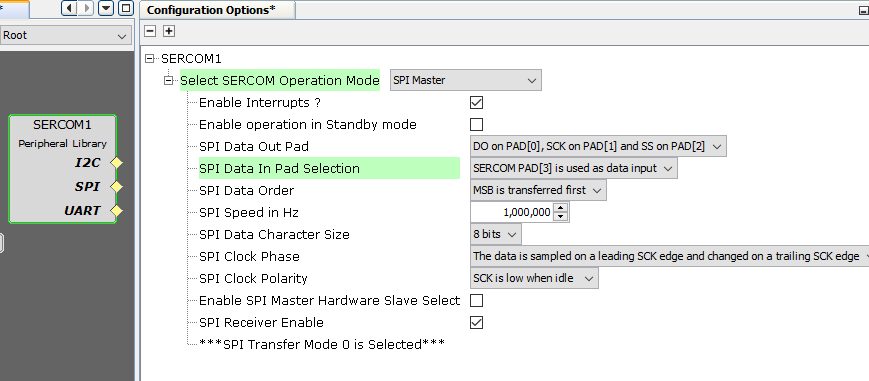 Configuration Options*
Root
SERCOM1
Select SERCOM Operation Mode SPI Master
Enable Interrupts ?
Enable operation in Standby mode
SPI Data Out Pad DO on PAD[0], SCK on PAD[1] and SS on PAD[2]
SPI Data In Pad Selection SERCOM PAD[3] is used as data input
SPI Data Order MSB is transferred first
SPI Speed in Hz 1,000,000
SPI Data Character Size 8 bits
SPI Clock Phase The data is sampled on a leading SCK edge and changed on a trailing SCK edge
SPI Clock Polarity SCK is low when idle
Enable SPI Master Hardware Slave Select
SPI Receiver Enable
***SPI Transfer Mode 0 is Selected***
SERCOM1
Peripheral Library
I2C
SPI
UART